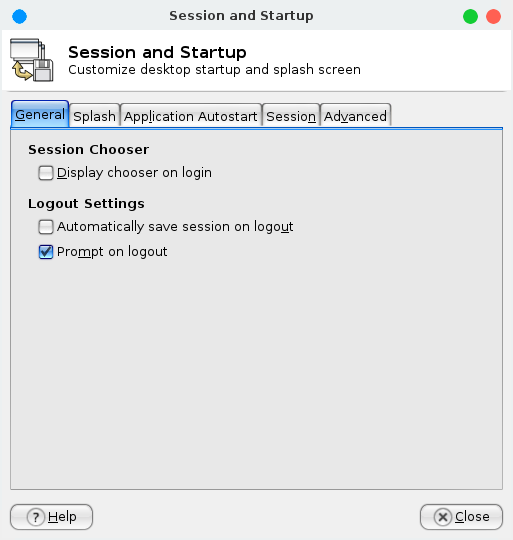 Session and Startup
Session and Startup
Customize desktop startup and splash screen
General Splash Application Autostart Session Advanced
Session Chooser
Display chooser on login
Logout Settings
Automatically save session on logout
Prompt on logout
Help Close